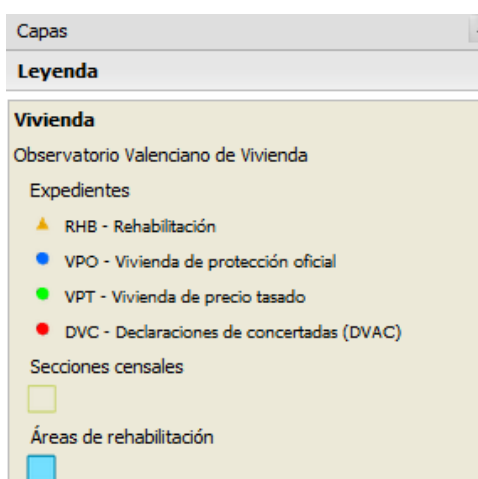 Capas
Leyenda
Vivienda
Observatorio Valenciano de Vivienda
Expedientes
RHB - Rehabilitación
VPO - Vivienda de protección oficial
VPT - Vivienda de precio tasado
DVC - Declaraciones de concertadas (DVAC)
Secciones censales
Áreas de rehabilitación